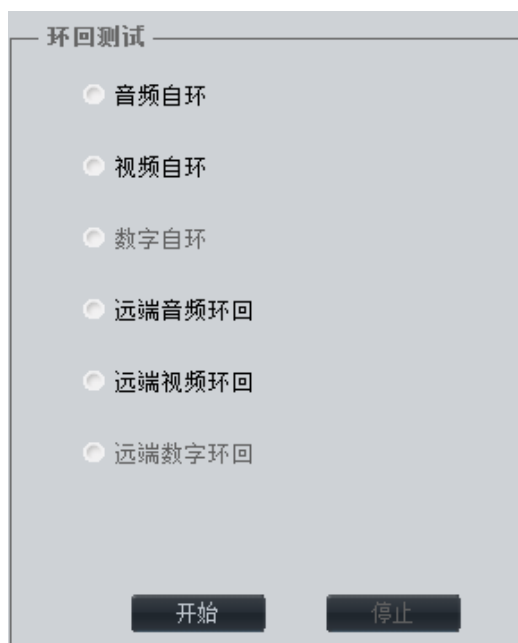 环回测试
音频自环
视频自环
数字自环
远端音频环回
远端视频环回
远端数字环回
开始 停止